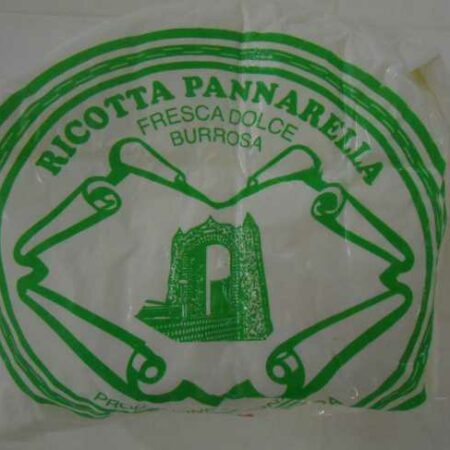 RICOTTA PANNARELLA
FRESCA DOLCE
BURROSA
P